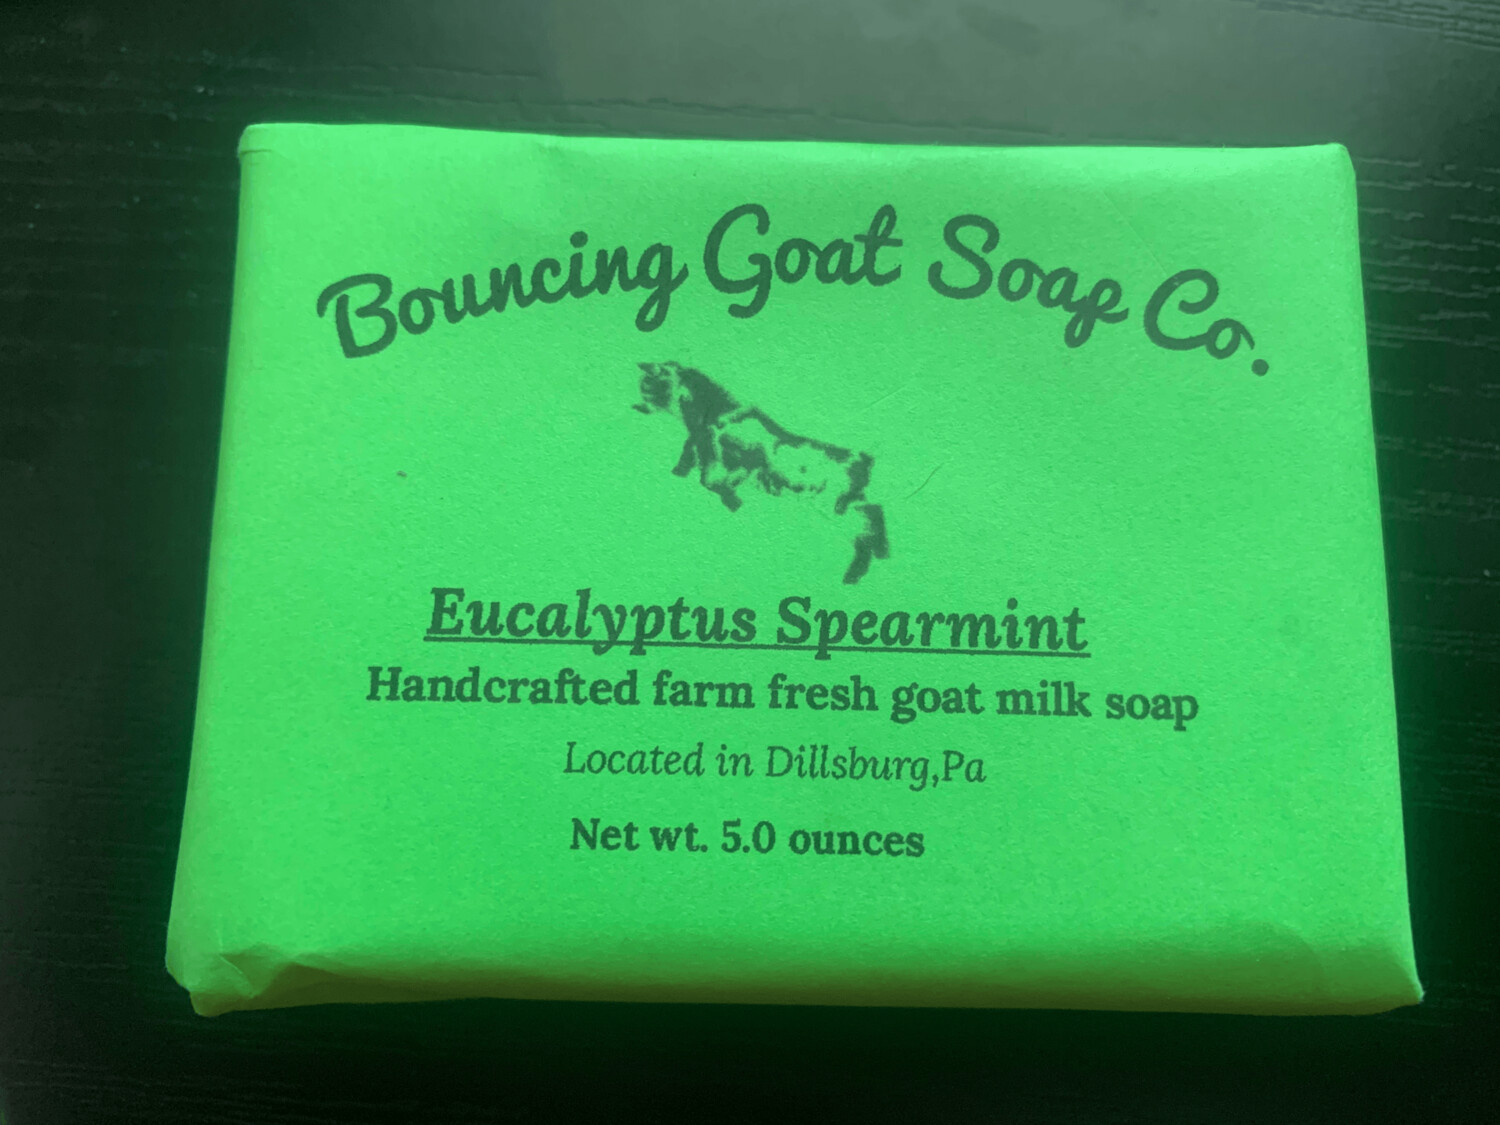 Bouncing Goat Soap Co.
Eucalyptus Spearmint
Handcrafted farm fresh goat milk soap
Located in Dillsburg,Pa
Net wt. 5.0 ounces